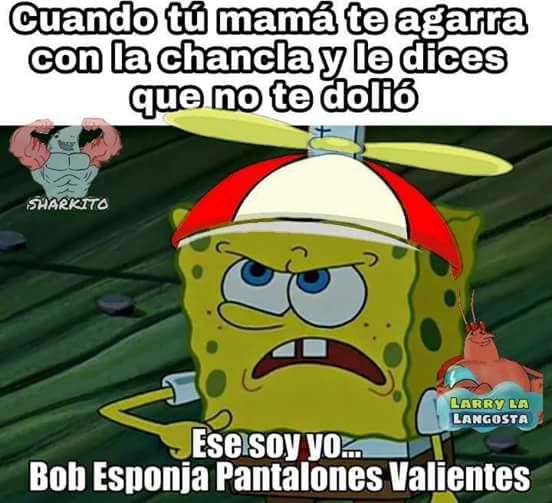 Cuando tú mamá te agarra
con la chancla y le dices
que no te dolió
SHARKITO
LARRY LA
LANGOSTA
Ese soy yo...
Bob Esponja Pantalones Valientes